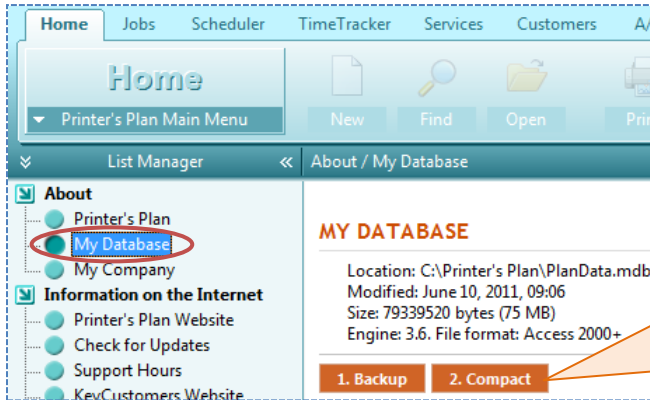 Home Jobs Scheduler TimeTracker Services Customers A/
Home
Printer's Plan Main Menu
New Find Open Prin
List Manager
About / My Database
About
Printer's Plan
My Database
My Company
Information on the Internet
Printer's Plan Website
Check for Updates
Support Hours
KeyCustomers Website
MY DATABASE
Location: C:\Printer's Plan\PlanData.mdb
Modified: June 10, 2011, 09:06
Size: 79339520 bytes (75 MB)
Engine: 3.6. File format: Access 2000+
1. Backup 2. Compact